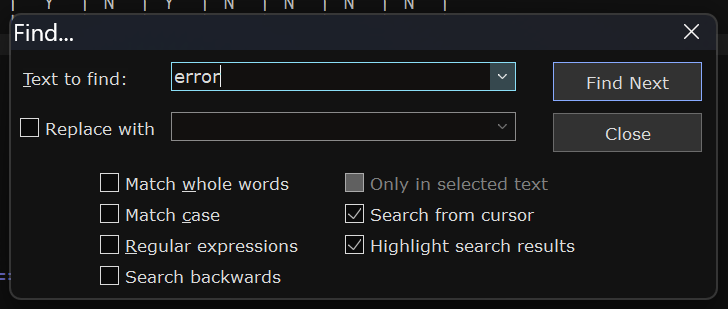 | Y | N | N | N | N | N |
Find...
Text to find:
error
Find Next
Replace with
Close
Match whole words
Only in selected text
Match case
Search from cursor
Regular expressions
Highlight search results
Search backwards
==